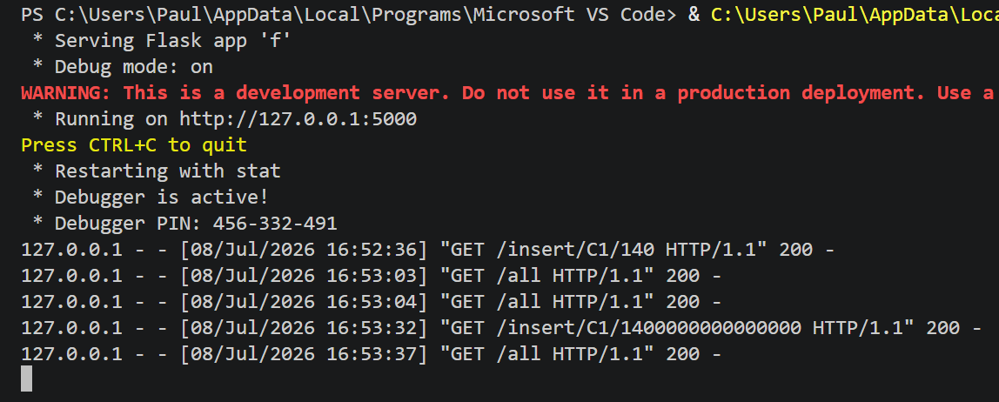 PS C:\Users\Paul\AppData\Local\Programs\Microsoft VS Code> & C:\Users\Paul\AppData\Loca
 * Serving Flask app 'f'
 * Debug mode: on
WARNING: This is a development server. Do not use it in a production deployment. Use a
 * Running on http://127.0.0.1:5000
Press CTRL+C to quit
 * Restarting with stat
 * Debugger is active!
 * Debugger PIN: 456-332-491
127.0.0.1 - - [08/Jul/2026 16:52:36] "GET /insert/C1/140 HTTP/1.1" 200 -
127.0.0.1 - - [08/Jul/2026 16:53:03] "GET /all HTTP/1.1" 200 -
127.0.0.1 - - [08/Jul/2026 16:53:04] "GET /all HTTP/1.1" 200 -
127.0.0.1 - - [08/Jul/2026 16:53:32] "GET /insert/C1/1400000000000000 HTTP/1.1" 200 -
127.0.0.1 - - [08/Jul/2026 16:53:37] "GET /all HTTP/1.1" 200 -